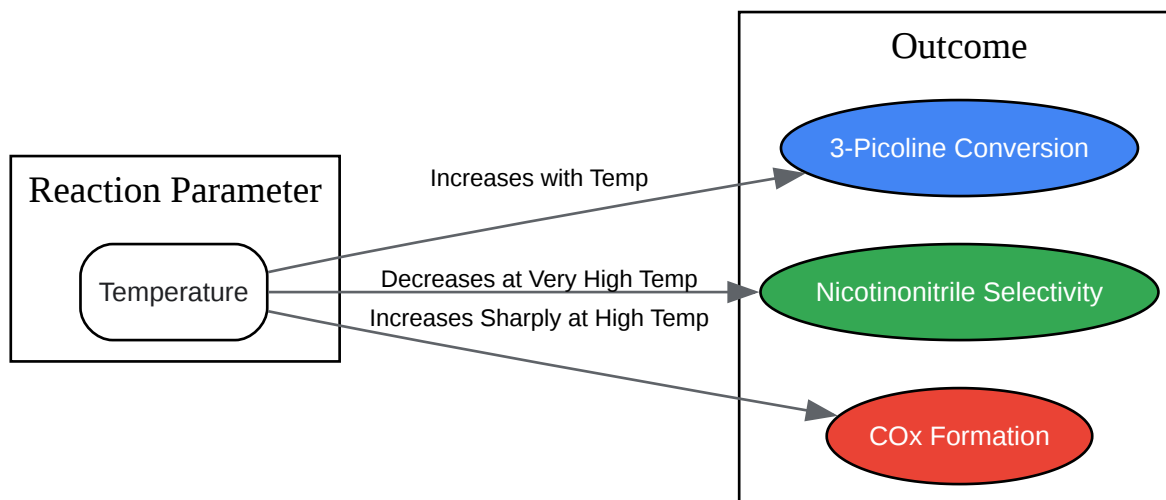 Outcome
3-Picoline Conversion
Increases with Temp
Reaction Parameter
Temperature
Decreases at Very High Temp
Nicotinonitrile Selectivity
Increases Sharply at High Temp
COx Formation